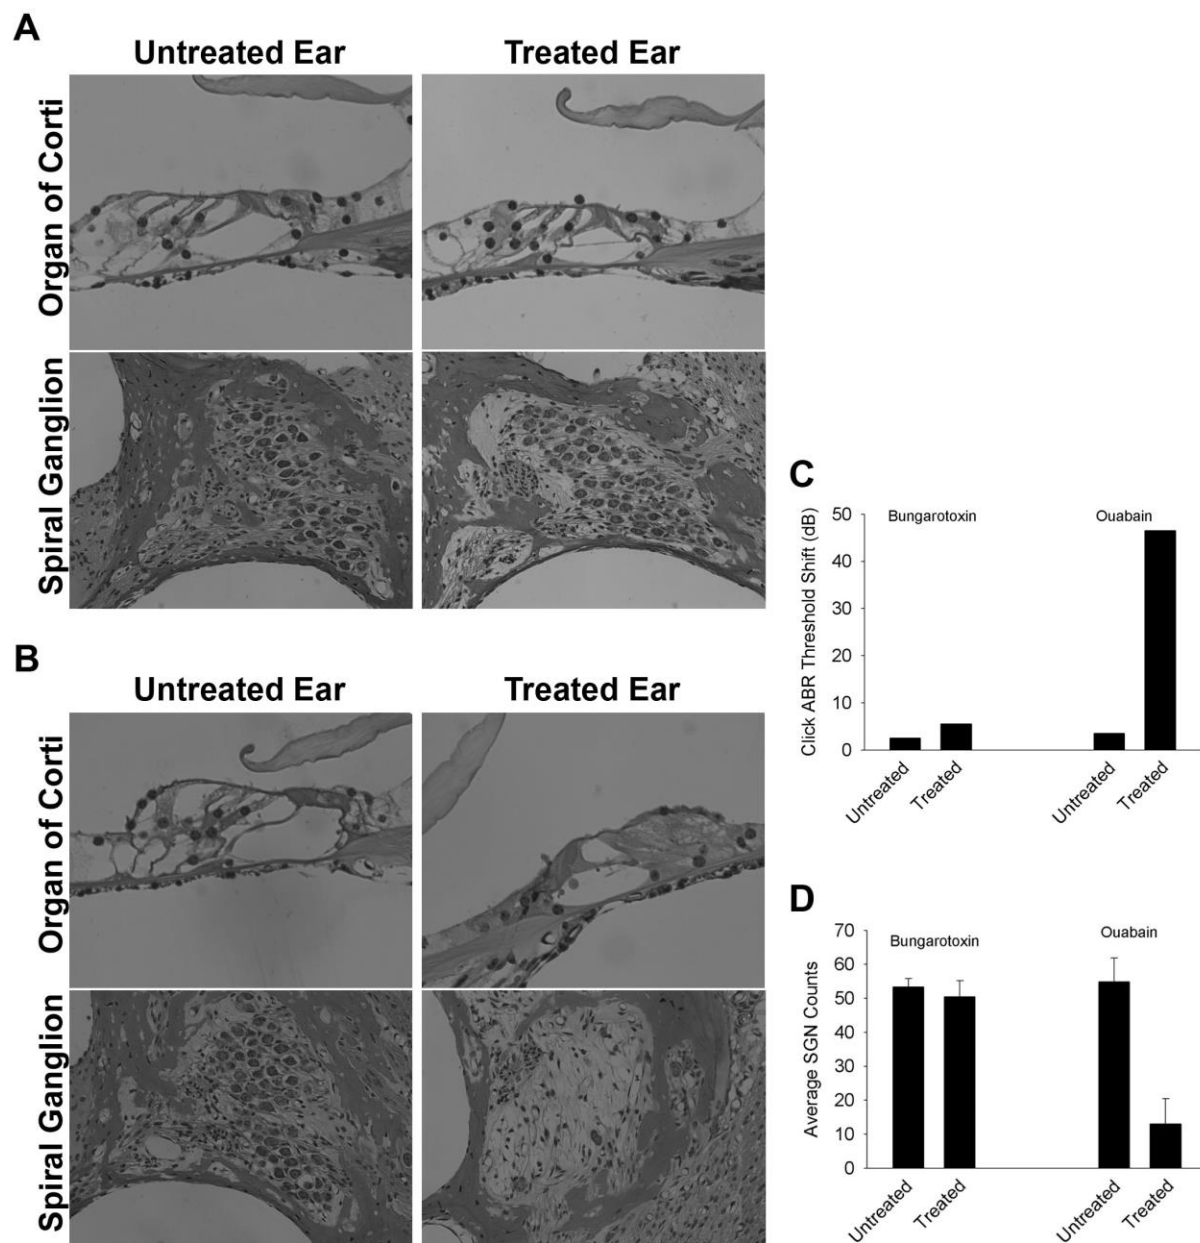 A
Untreated Ear
Treated Ear
Organ of Corti
Spiral Ganglion
B
Untreated Ear
Treated Ear
Organ of Corti
Spiral Ganglion
C
Click ABR Threshold Shift (dB)
50
40
30
20
10
0
Bungarotoxin
Ouabain
Untreated
Treated
Untreated
Treated
D
Average SGN Counts
70
60
50
40
30
20
10
0
Bungarotoxin
Ouabain
Untreated
Treated
Untreated
Treated